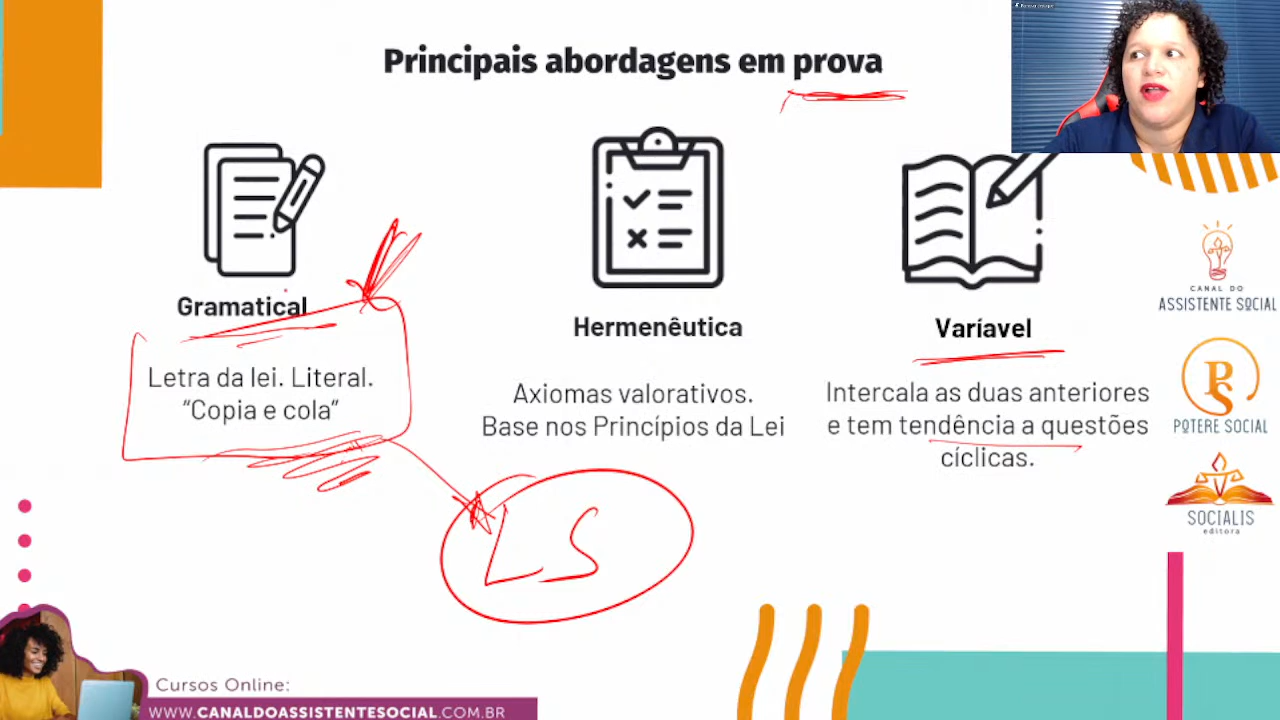 Principais abordagens em prova
Gramatical
Letra da lei. Literal.
“Copia e cola”
Hermenêutica
Axiomas valorativos.
Base nos Princípios da Lei
Varíavel
Intercala as duas anteriores
e tem tendência a questões
cíclicas.
LS
CANAL DO
ASSISTENTE SOCIAL
PS
POTERE SOCIAL
SOCIALIS
editora
Cursos Online:
WWW.CANALDOASSISTENTESOCIAL.COM.BR